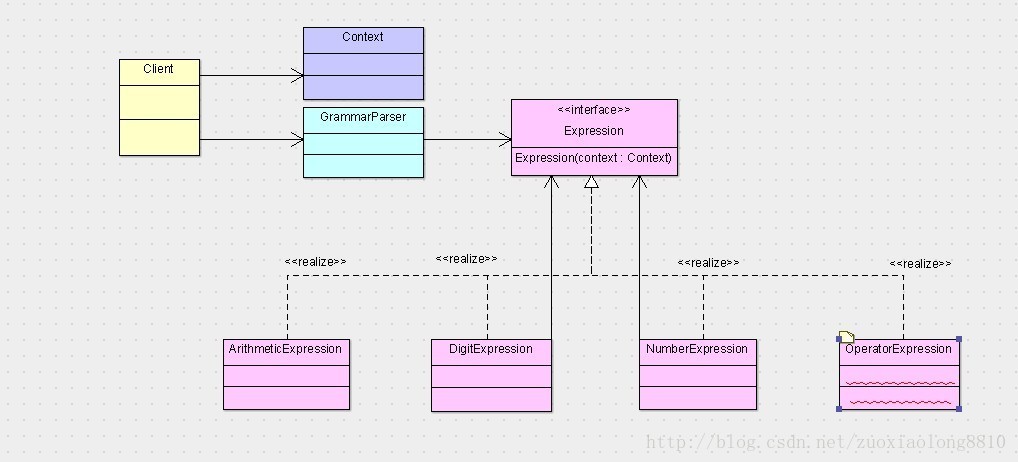 Context
Client
GrammarParser
<<interface>>
Expression
Expression(context : Context)
<<realize>>
<<realize>>
<<realize>>
<<realize>>
ArithmeticExpression
DigitExpression
NumberExpression
OperatorExpression
http://blog.csdn.net/zuoxiaolong8810